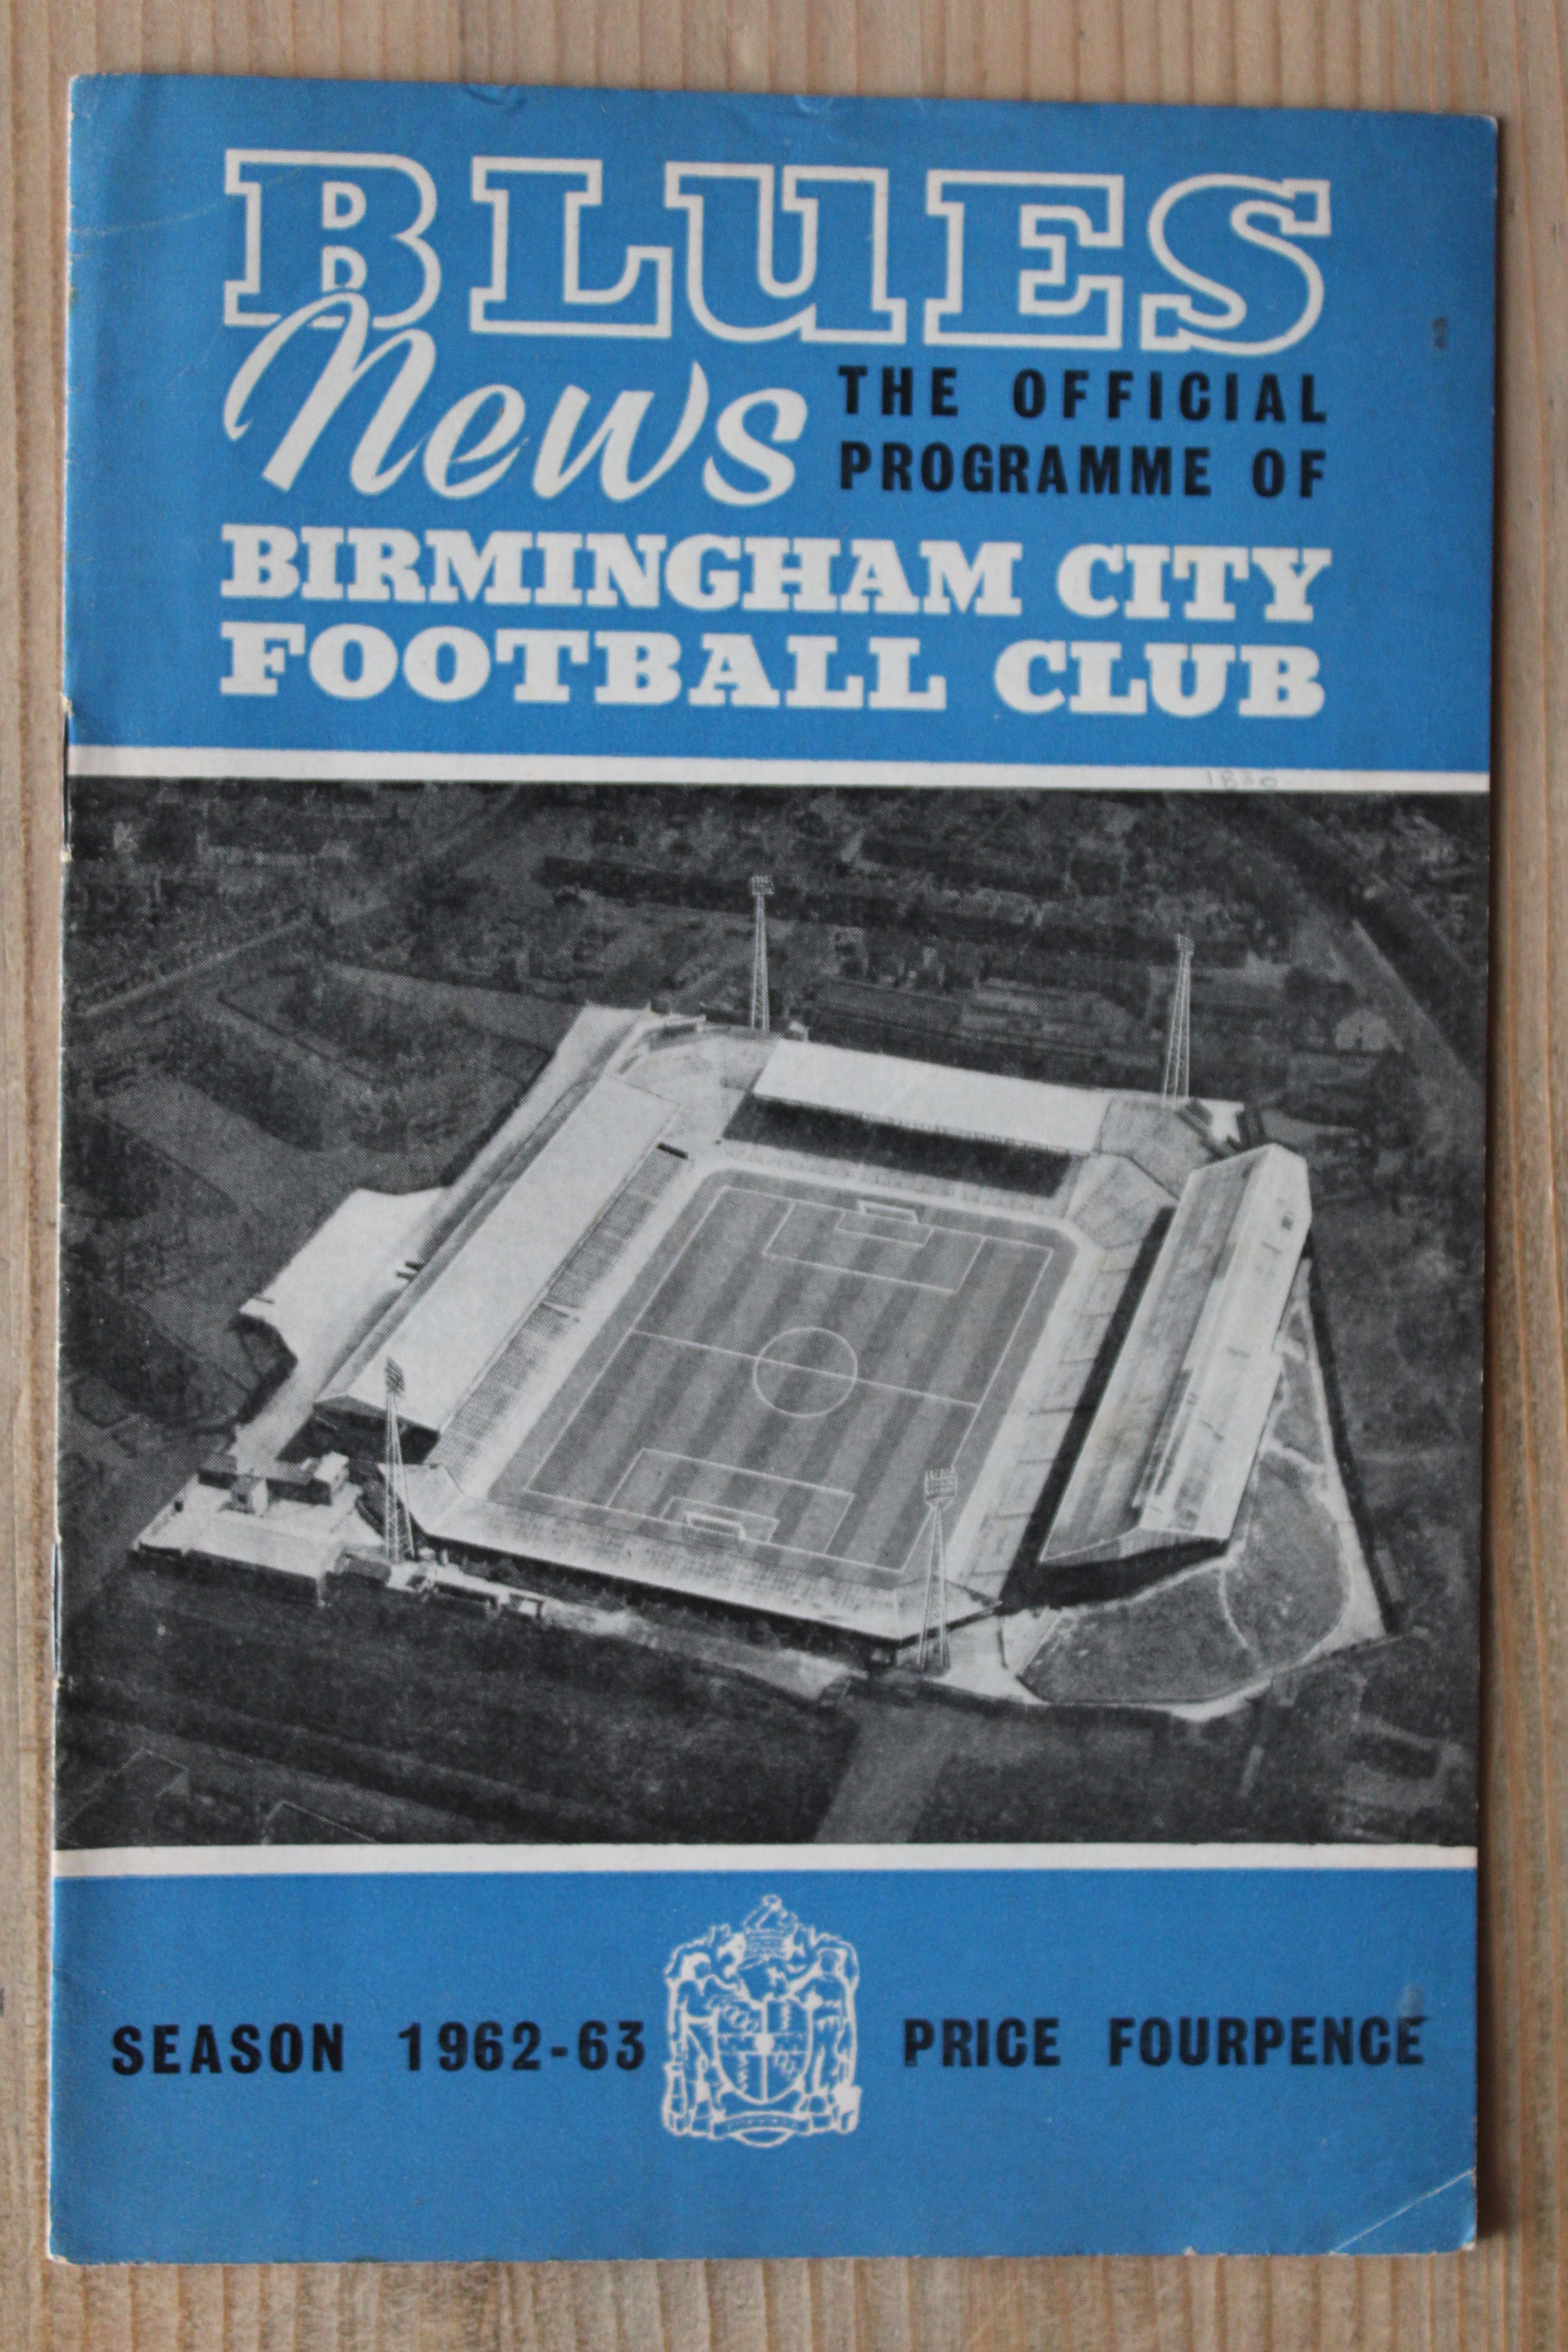 BLUES
News THE OFFICIAL
PROGRAMME OF
BIRMINGHAM CITY
FOOTBALL CLUB
SEASON 1962-63 PRICE FOURPENCE